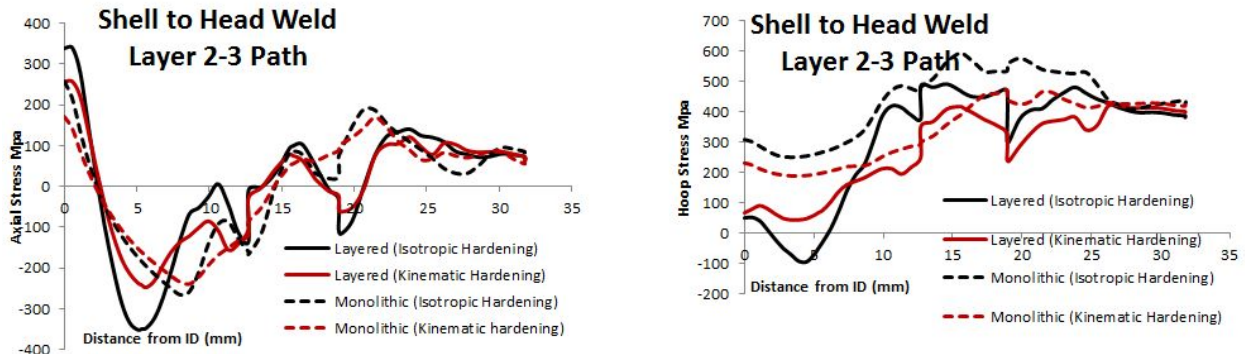 Shell to Head Weld
Layer 2-3 Path
400
300
200
100
0
-100
-200
-300
-400
Axial Stress Mpa
0 5 10 15 20 25 30 35
Layered (Isotropic Hardening)
Layered (Kinematic Hardening)
Monolithic (Isotropic Hardening)
Monolithic (Kinematic hardening)
Distance from ID (mm)
Shell to Head Weld
Layer 2-3 Path
700
600
500
400
300
200
100
0
-100
-200
Hoop Stress Mpa
0 5 10 15 20 25 30 35
Layered (Isotropic Hardening)
Layered (Kinematic Hardening)
Monolithic (Isotropic Hardening)
Monolithic (Kinematic Hardening)
Distance from ID (mm)